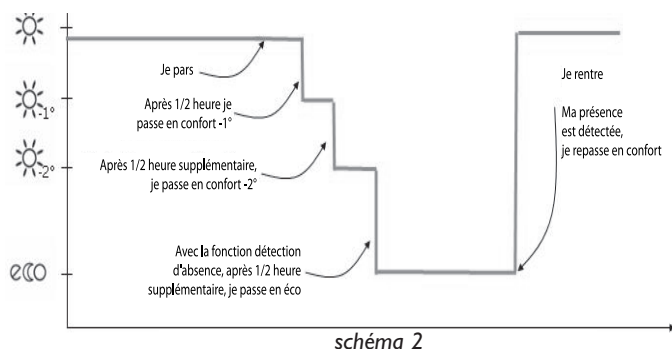 Je pars
Je rentre
-1°
Après 1/2 heure je
passe en confort -1°
Ma présence
est détectée,
je repasse en confort
-2°
Après 1/2 heure supplémentaire,
je passe en confort -2°
Avec la fonction détection
d'absence, après 1/2 heure
supplémentaire, je passe en éco
eco
schéma 2